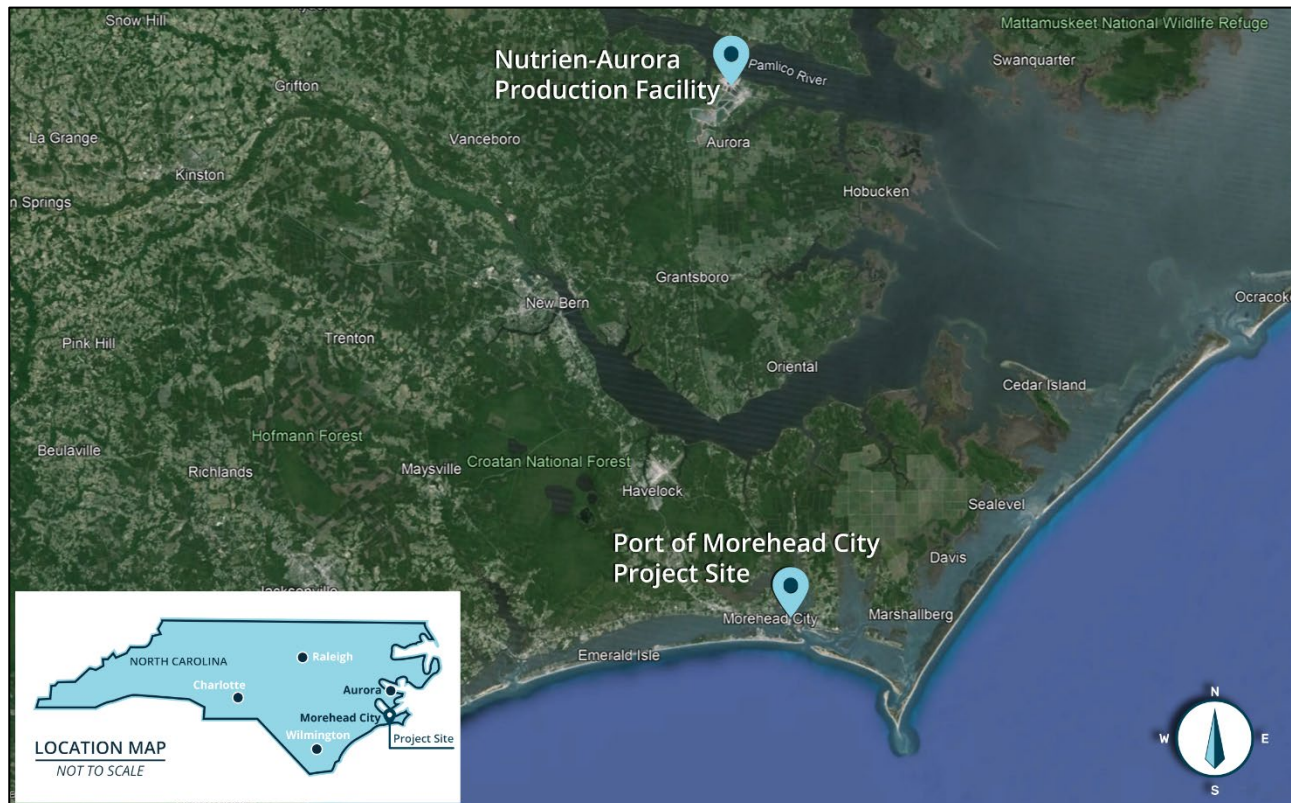 Snow Hill
Mattamuskeet National Wildlife Refuge
Nutrien-Aurora
Production Facility
Pamlico River
Swanquarter
Grifton
La Grange
Vanceboro
Aurora
Kinston
n Springs
Hobucken
Grantsboro
New Bern
Ocracoke
Trenton
Pink Hill
Oriental
Cedar Island
Hofmann Forest
Beulaville
Richlands
Maysville
Croatan National Forest
Havelock
Sealevel
Port of Morehead City
Project Site
Davis
Jacksonville
Morehead City
Marshallberg
Emerald Isle
NORTH CAROLINA
Raleigh
Charlotte
Aurora
Morehead City
Wilmington
Project Site
LOCATION MAP
NOT TO SCALE
N
W
E
S